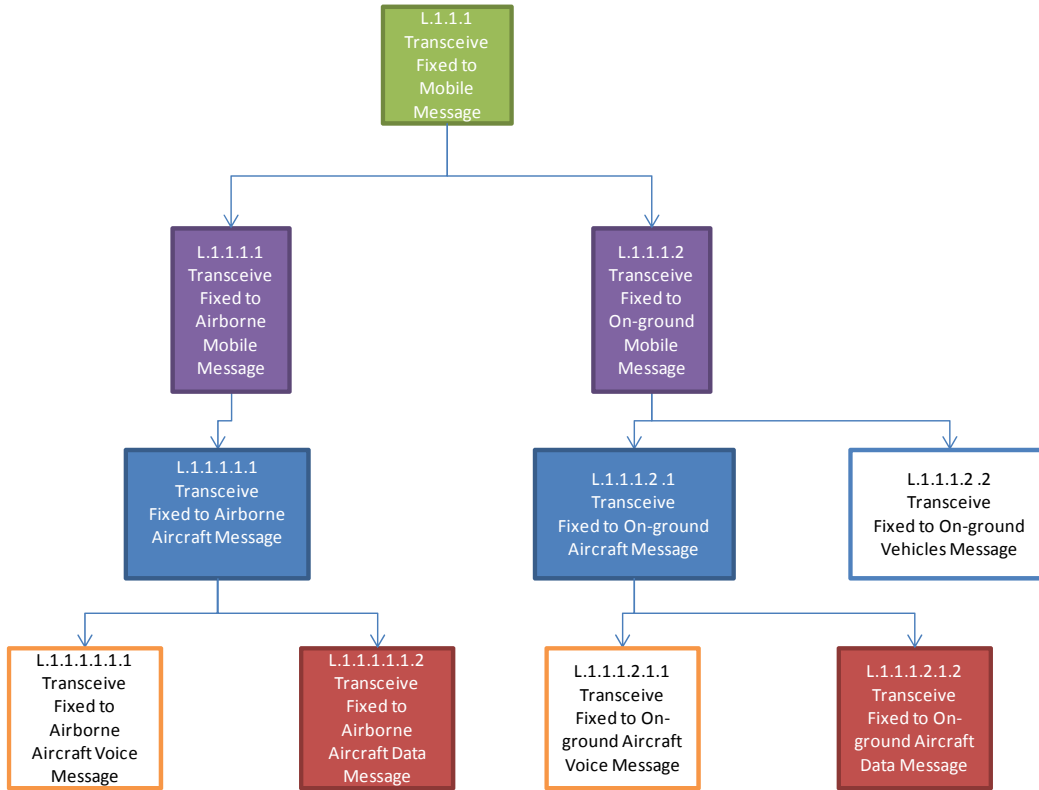 L.1.1.1
Transceive
Fixed to
Mobile
Message
L.1.1.1.1
Transceive
Fixed to
Airborne
Mobile
Message
L.1.1.1.2
Transceive
Fixed to
On-ground
Mobile
Message
L.1.1.1.1.1
Transceive
Fixed to Airborne
Aircraft Message
L.1.1.1.2 .1
Transceive
Fixed to On-ground
Aircraft Message
L.1.1.1.2 .2
Transceive
Fixed to On-ground
Vehicles Message
L.1.1.1.1.1.1
Transceive
Fixed to
Airborne
Aircraft Voice
Message
L.1.1.1.1.1.2
Transceive
Fixed to
Airborne
Aircraft Data
Message
L.1.1.1.2.1.1
Transceive
Fixed to On-
ground Aircraft
Voice Message
L.1.1.1.2.1.2
Transceive
Fixed to On-
ground Aircraft
Data Message